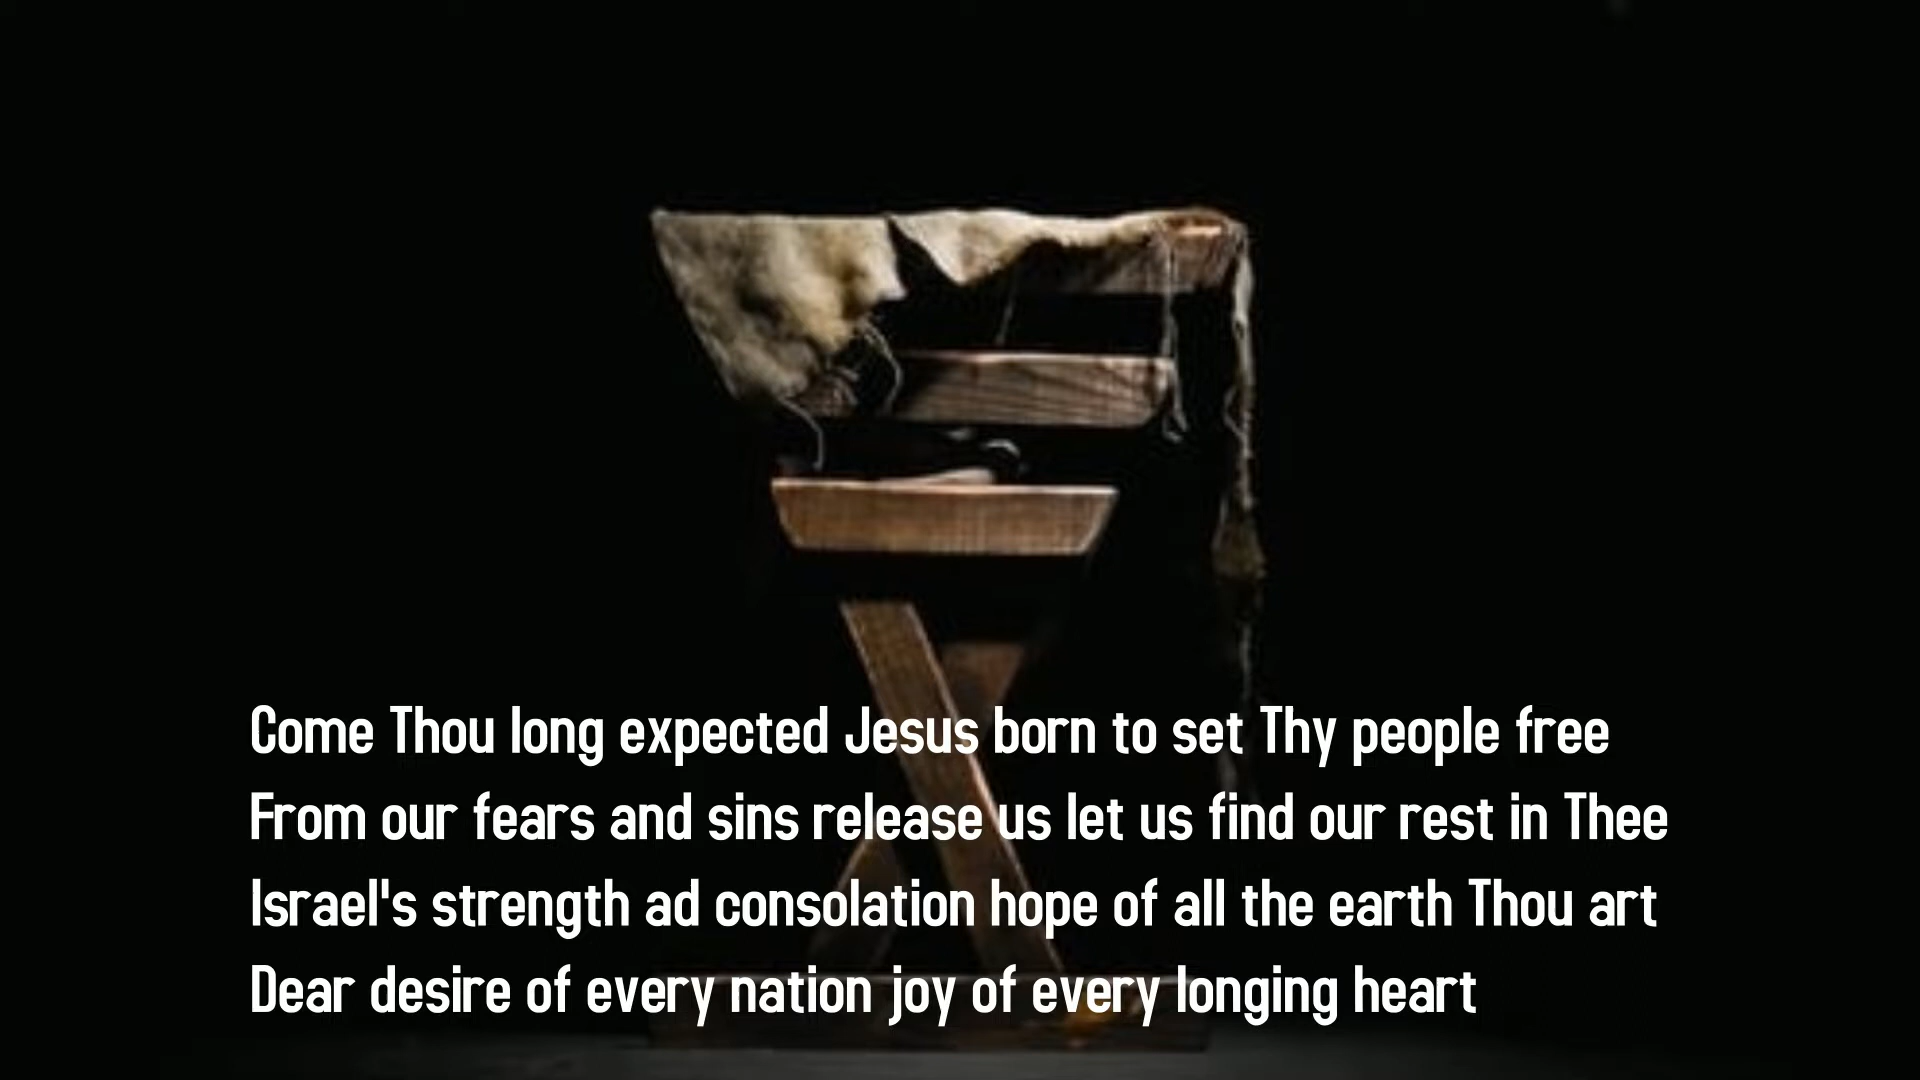 Come Thou long expected Jesus born to set Thy people free
From our fears and sins release us let us find our rest in Thee
Israel's strength ad consolation hope of all the earth Thou art
Dear desire of every nation joy of every longing heart